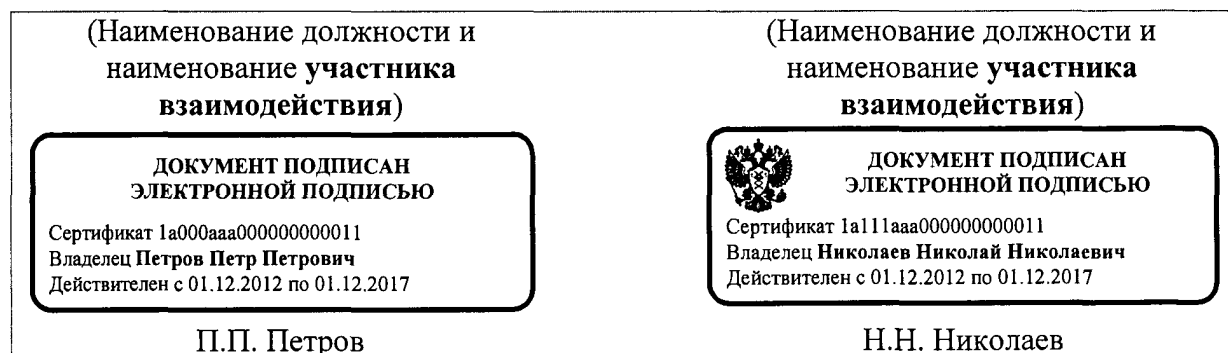 (Наименование должности и
наименование участника
взаимодействия)
ДОКУМЕНТ ПОДПИСАН
ЭЛЕКТРОННОЙ ПОДПИСЬЮ
Сертификат 1а000ааа000000000011
Владелец Петров Петр Петрович
Действителен с 01.12.2012 по 01.12.2017
П.П. Петров
(Наименование должности и
наименование участника
взаимодействия)
ДОКУМЕНТ ПОДПИСАН
ЭЛЕКТРОННОЙ ПОДПИСЬЮ
Сертификат 1а111ааа000000000011
Владелец Николаев Николай Николаевич
Действителен с 01.12.2012 по 01.12.2017
Н.Н. Николаев